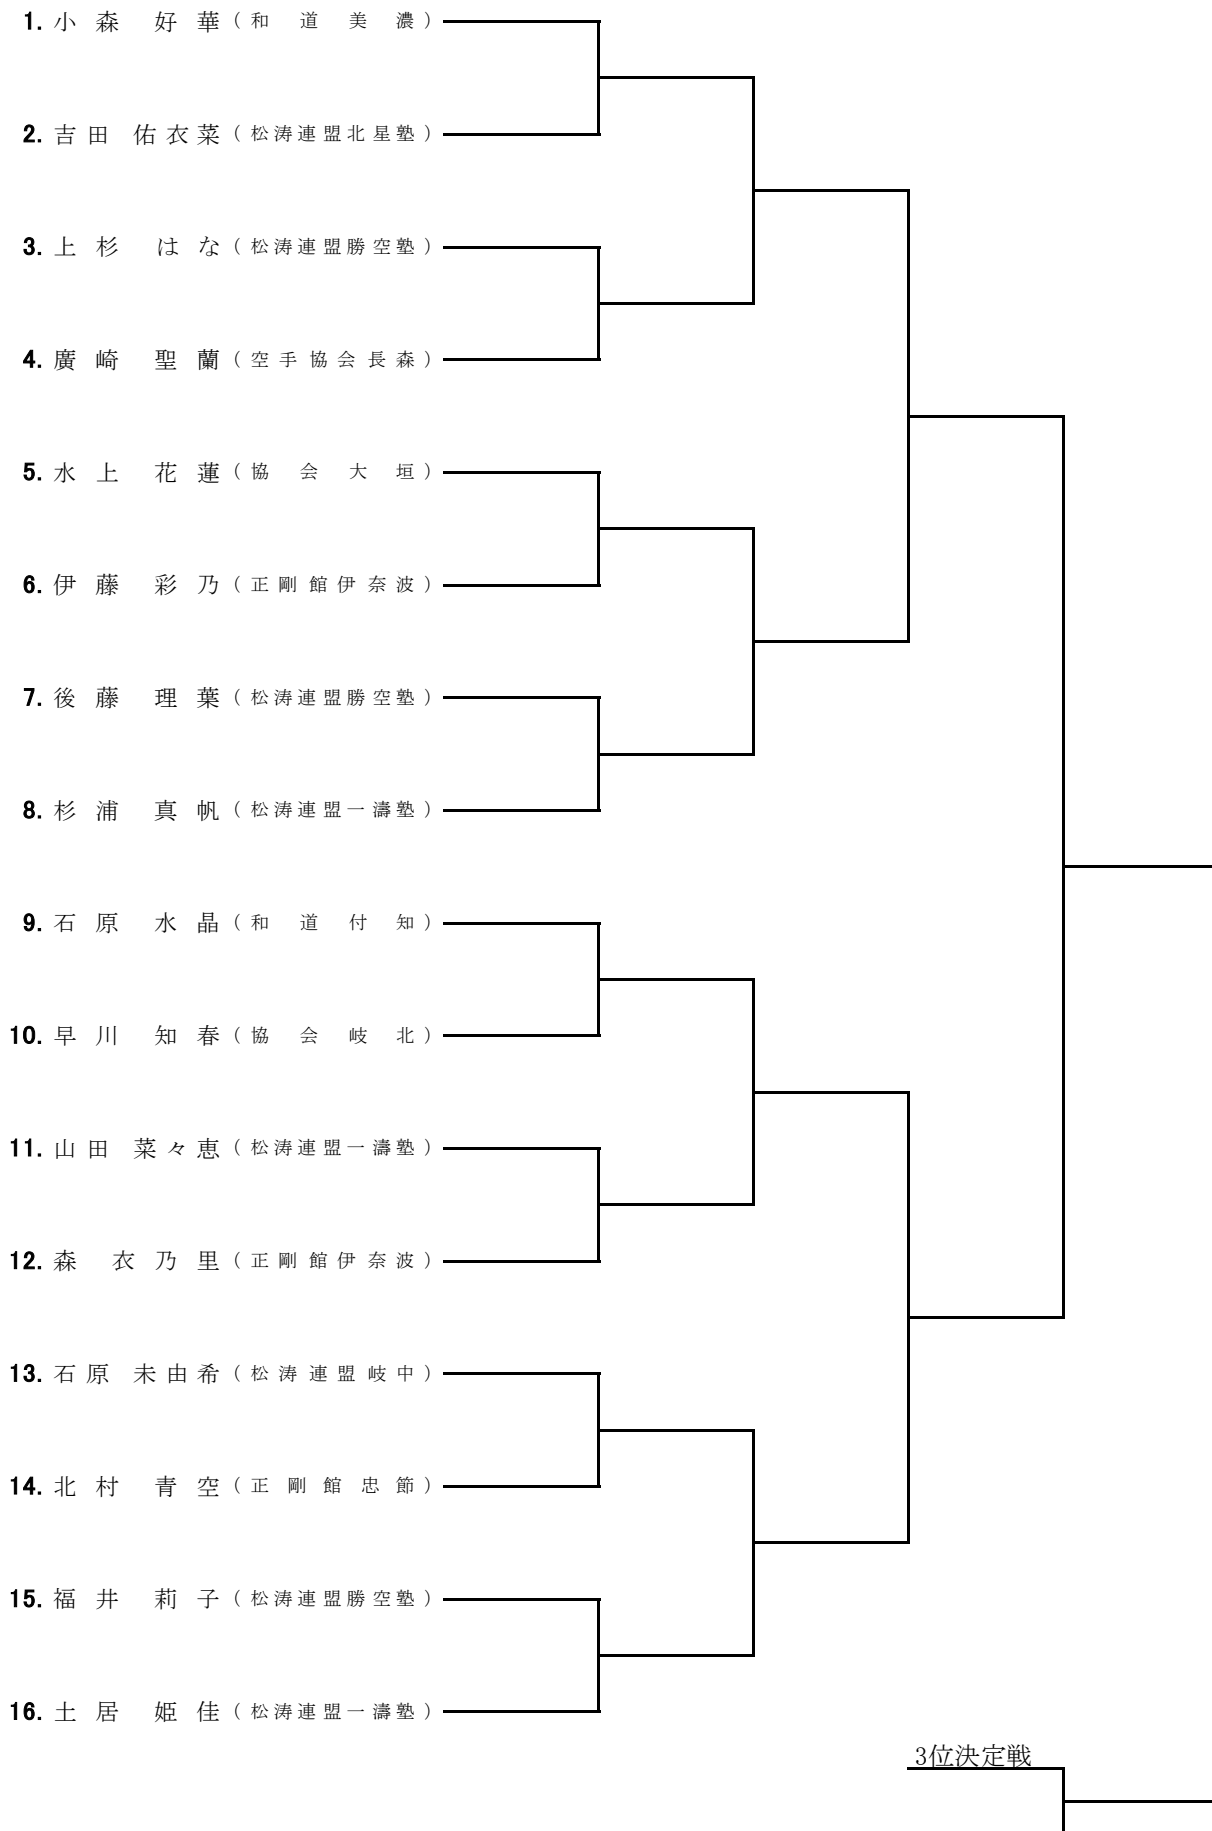 1. 小森 好華 (和道美濃)
2. 吉田 佑衣菜 (松涛連盟北星塾)
3. 上杉 はな (松涛連盟勝空塾)
4. 廣崎 聖蘭 (空手協会長森)
5. 水上 花蓮 (協会大垣)
6. 伊藤 彩乃 (正剛館伊奈波)
7. 後藤 理葉 (松涛連盟勝空塾)
8. 杉浦 真帆 (松涛連盟一濤塾)
9. 石原 水晶 (和道付知)
10. 早川 知春 (協会岐北)
11. 山田 菜々恵 (松涛連盟一濤塾)
12. 森 衣乃里 (正剛館伊奈波)
13. 石原 未由希 (松涛連盟岐中)
14. 北村 青空 (正剛館忠節)
15. 福井 莉子 (松涛連盟勝空塾)
16. 土居 姫佳 (松涛連盟一濤塾)
3位決定戦